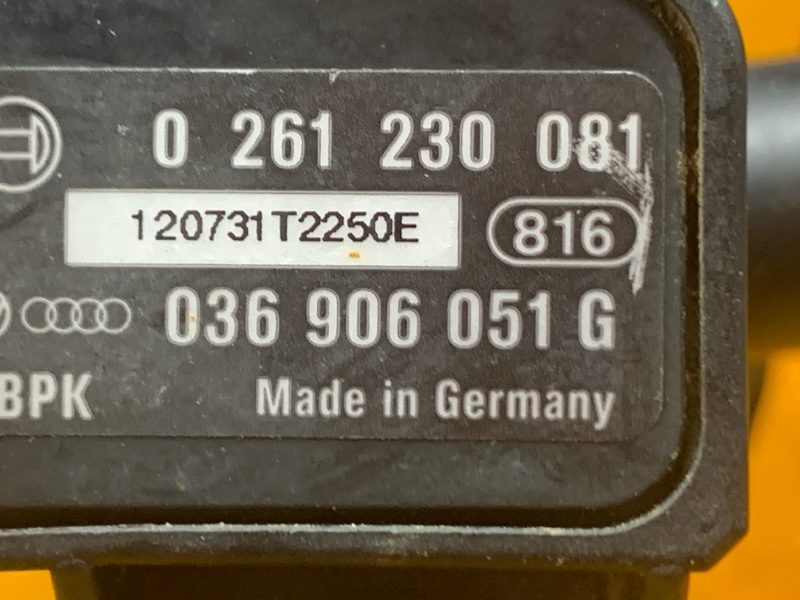 0 261 230 081
120731T2250E 816
036 906 051 G
BPK Made in Germany